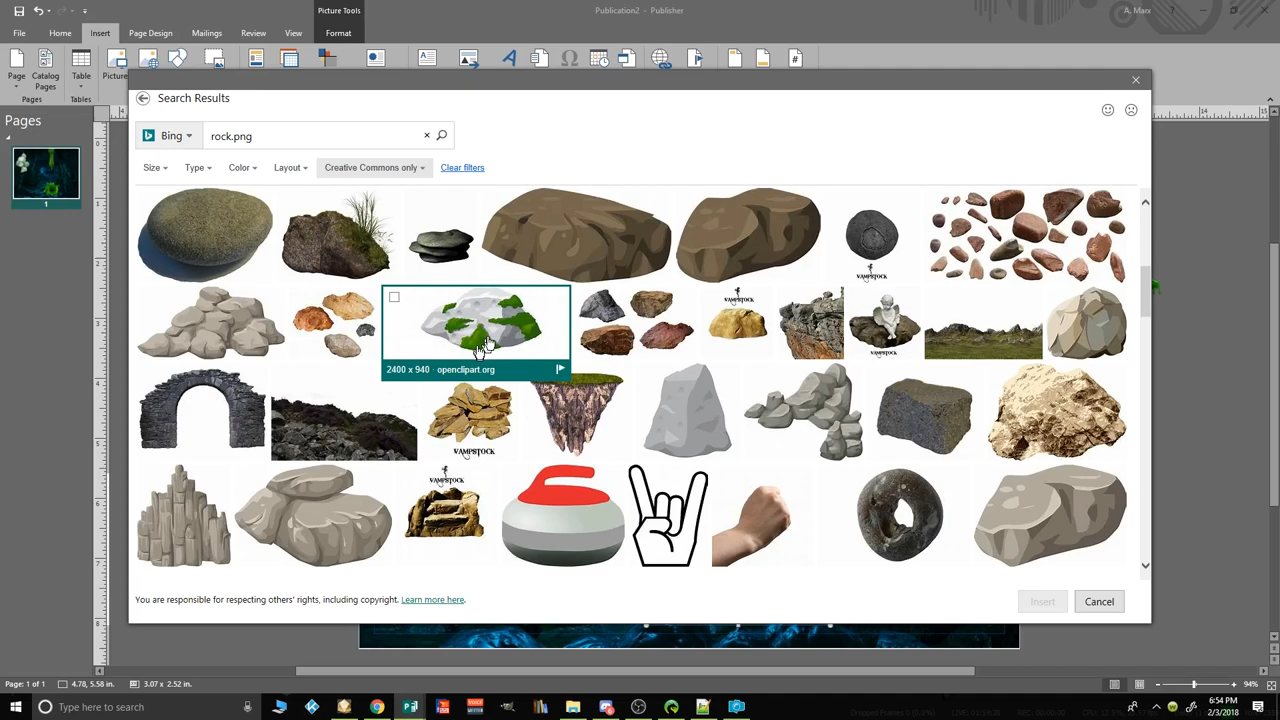 Picture Tools
Publication2 - Publisher
A. Marx
?
File Home Insert Page Design Mailings Review View Format
Page Catalog Pages Table Picture
Pages Tables
Search Results
Pages
Bing rock.png
Size Type Color Layout Creative Commons only Clear filters
1
VAMPSTOCK
VAMPSTOCK
VAMPSTOCK
2400 x 940 · openclipart.org
VAMPSTOCK
VAMPSTOCK
You are responsible for respecting others' rights, including copyright. Learn more here.
Insert Cancel
Page: 1 of 1 4.78, 5.58 in. 3.07 x 2.52 in. 94%
Type here to search
6:54 PM
2/3/2018